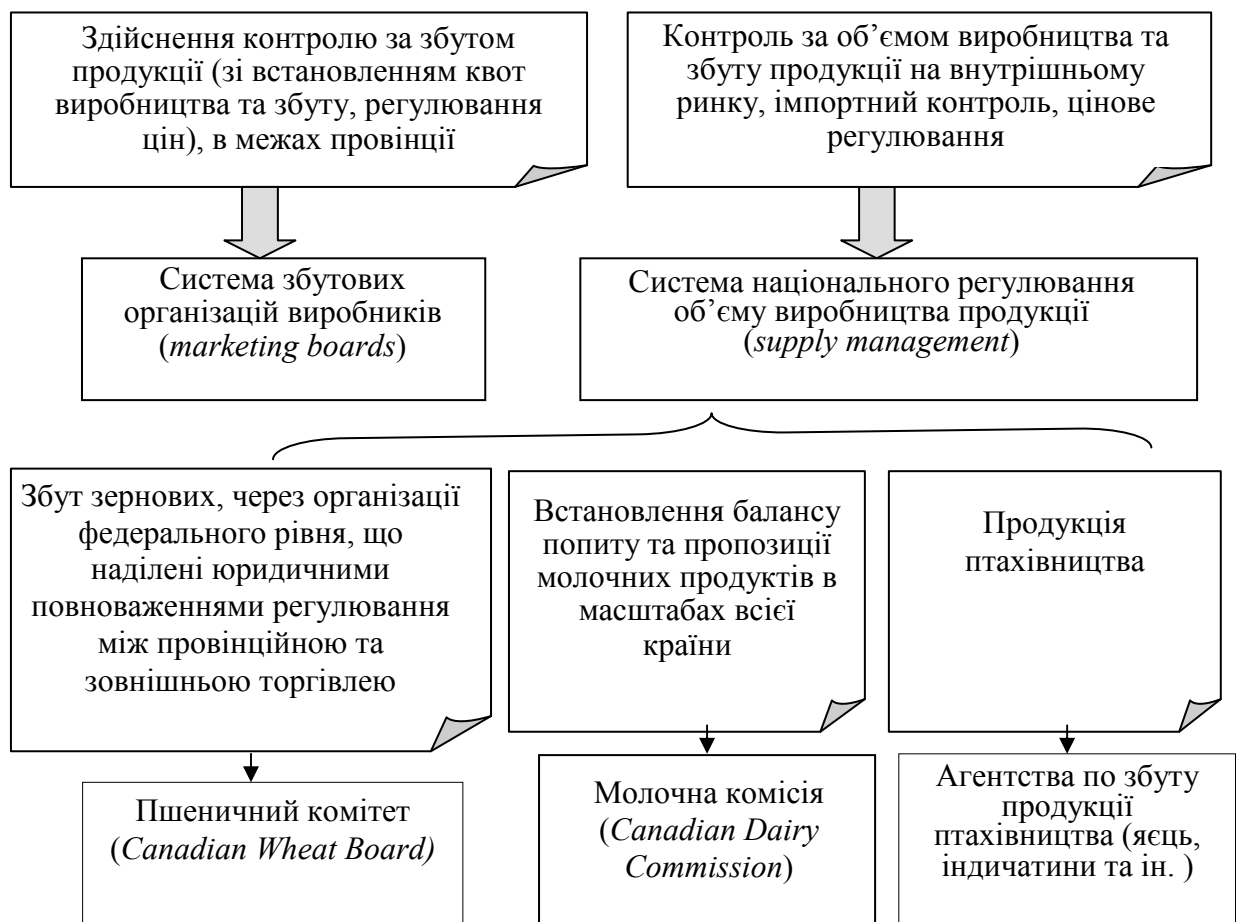 Здійснення контролю за збутом
продукції (зі встановленням квот
виробництва та збуту, регулювання
цін), в межах провінції
Контроль за об’ємом виробництва та
збуту продукції на внутрішньому
ринку, імпортний контроль, цінове
регулювання
Система збутових
організацій виробників
(marketing boards)
Система національного регулювання
об’єму виробництва продукції
(supply management)
Збут зернових, через організації
федерального рівня, що
наділені юридичними
повноваженнями регулювання
між провінційною та
зовнішньою торгівлею
Встановлення балансу
попиту та пропозиції
молочних продуктів в
масштабах всієї
країни
Продукція
птахівництва
Пшеничний комітет
(Canadian Wheat Board)
Молочна комісія
(Canadian Dairy
Commission)
Агентства по збуту
продукції
птахівництва (яєць,
індичатини та ін. )